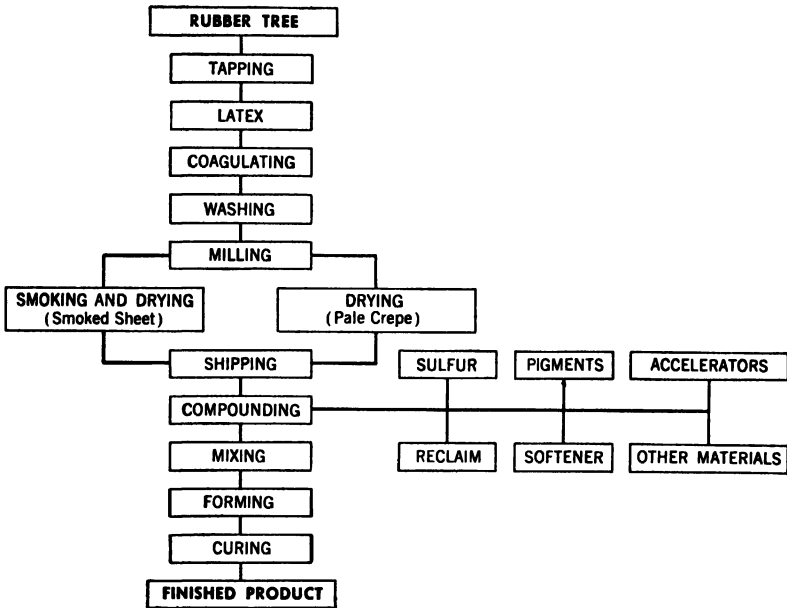 RUBBER TREE
TAPPING
LATEX
COAGULATING
WASHING
MILLING
SMOKING AND DRYING
(Smoked Sheet)
DRYING
(Pale Crepe)
SHIPPING
SULFUR
PIGMENTS
ACCELERATORS
COMPOUNDING
MIXING
RECLAIM
SOFTENER
OTHER MATERIALS
FORMING
CURING
FINISHED PRODUCT